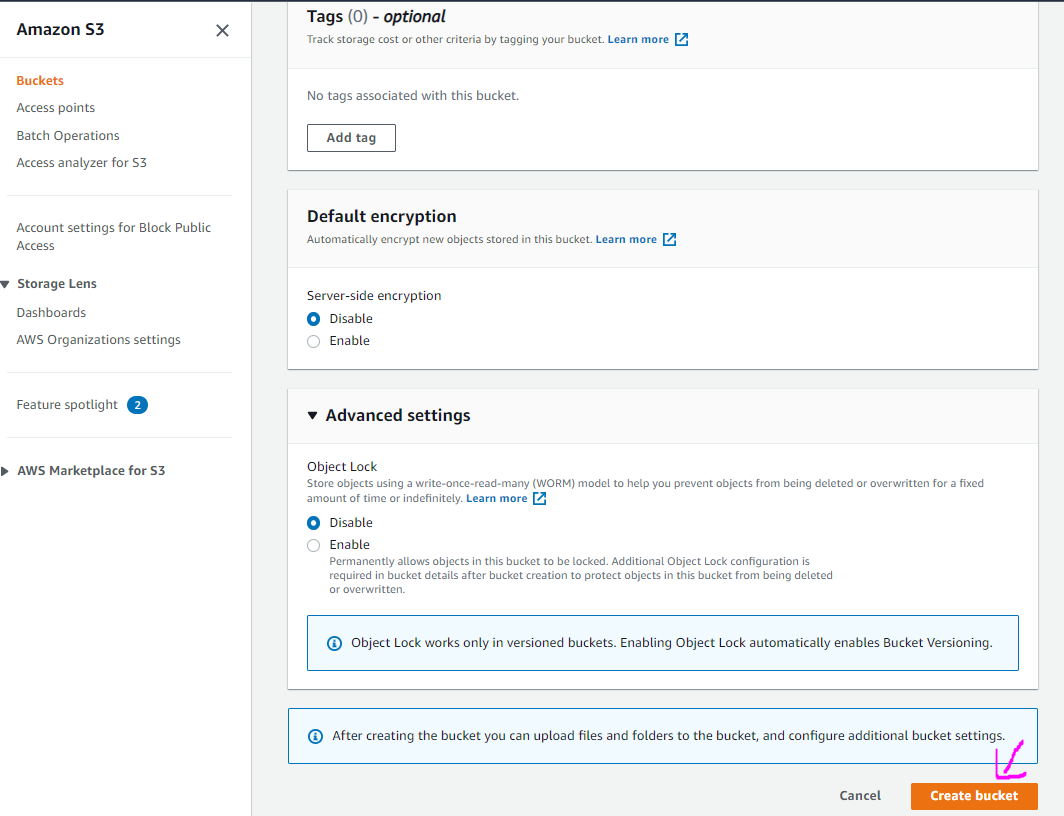 Amazon S3
Buckets
Access points
Batch Operations
Access analyzer for S3
Account settings for Block Public
Access
Storage Lens
Dashboards
AWS Organizations settings
Feature spotlight 2
AWS Marketplace for S3
Tags (0) - optional
Track storage cost or other criteria by tagging your bucket. Learn more
No tags associated with this bucket.
Add tag
Default encryption
Automatically encrypt new objects stored in this bucket. Learn more
Server-side encryption
Disable
Enable
Advanced settings
Object Lock
Store objects using a write-once-read-many (WORM) model to help you prevent objects from being deleted or overwritten for a fixed
amount of time or indefinitely. Learn more
Disable
Enable
Permanently allows objects in this bucket to be locked. Additional Object Lock configuration is
required in bucket details after bucket creation to protect objects in this bucket from being deleted
or overwritten.
Object Lock works only in versioned buckets. Enabling Object Lock automatically enables Bucket Versioning.
After creating the bucket you can upload files and folders to the bucket, and configure additional bucket settings.
Cancel
Create bucket